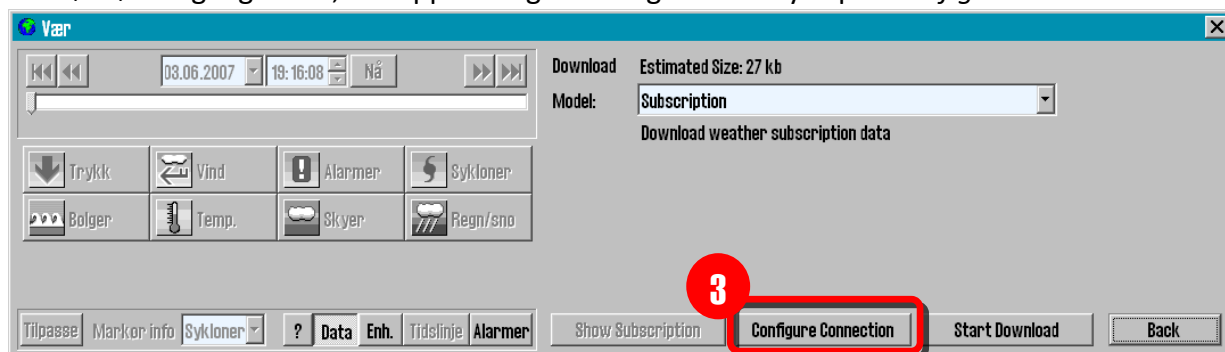 Vær
03.06.2007 19:16:08 Nå
Download Estimated Size: 27 kb
Model: Subscription
Download weather subscription data
Trykk Vind Alarmer Sykloner
Bolger Temp. Skyer Regn/sno
3
Tilpasse Markor info Sykloner ? Data Enh. Tidslinje Alarmer Show Subscription Configure Connection Start Download Back